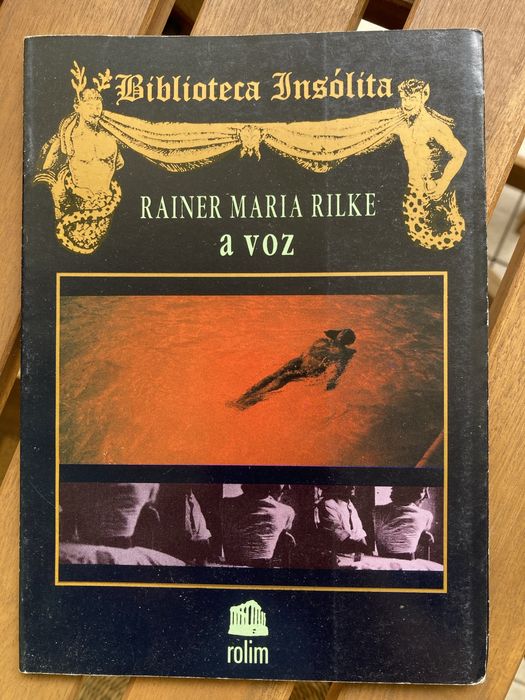 Biblioteca Insólita
RAINER MARIA RILKE
a voz
rolim